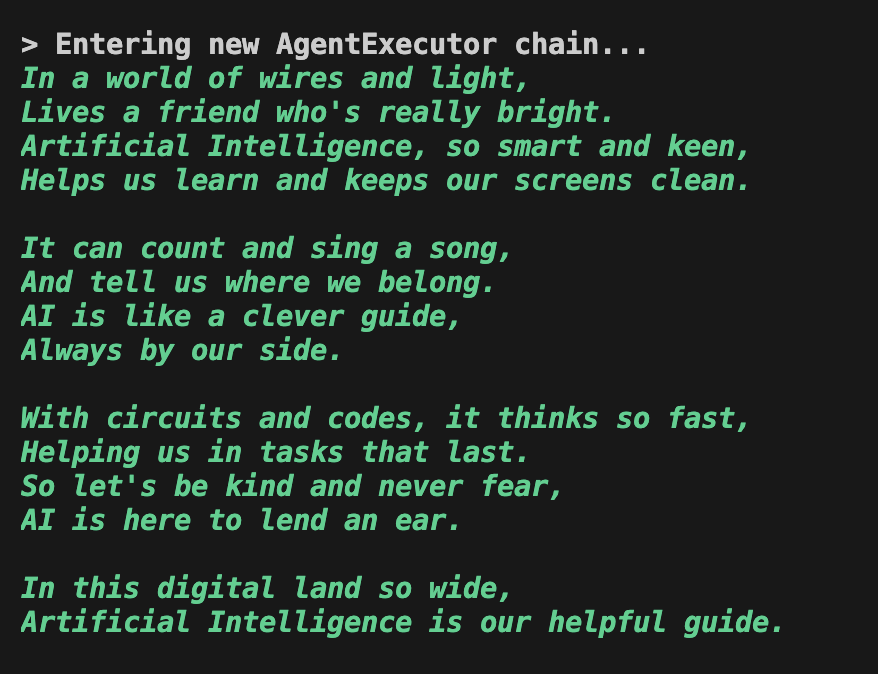 > Entering new AgentExecutor chain...
In a world of wires and light,
Lives a friend who's really bright.
Artificial Intelligence, so smart and keen,
Helps us learn and keeps our screens clean.

It can count and sing a song,
And tell us where we belong.
AI is like a clever guide,
Always by our side.

With circuits and codes, it thinks so fast,
Helping us in tasks that last.
So let's be kind and never fear,
AI is here to lend an ear.

In this digital land so wide,
Artificial Intelligence is our helpful guide.